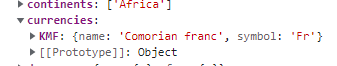 ▶ continents: ['Africa']
▼ currencies:
▶ KMF: {name: 'Comorian franc', symbol: 'Fr'}
▶ [[Prototype]]: Object